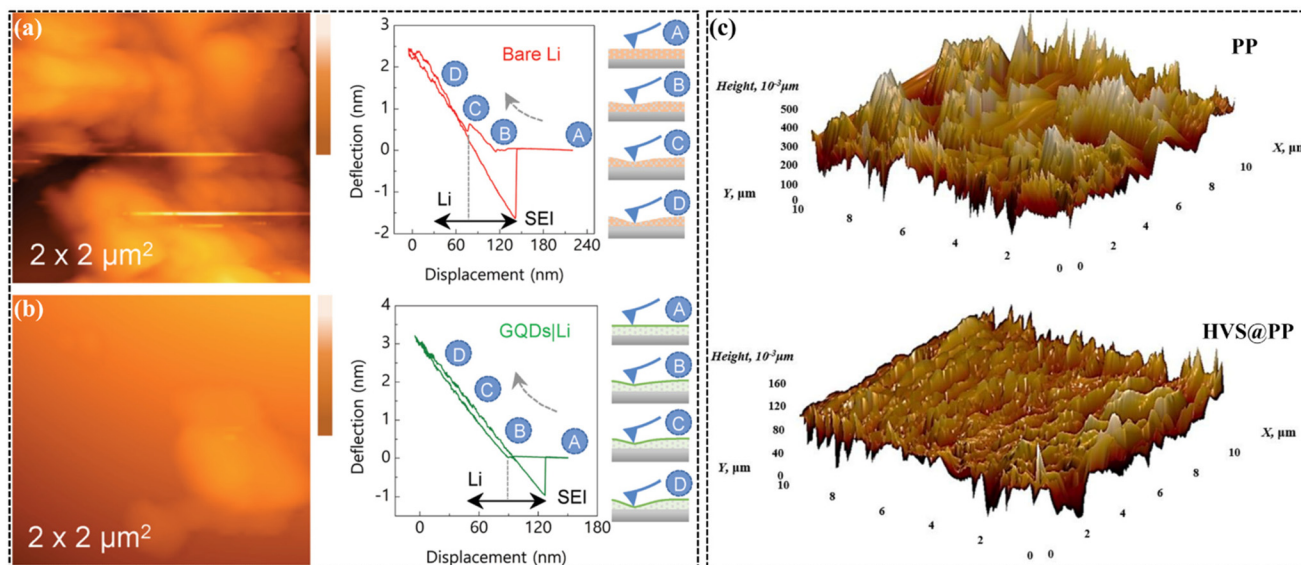 (a)
2 x 2 μm²
Deflection (nm)
3
2
1
0
-1
-2
Bare Li
D
C
B
A
Li
SEI
0 60 120 180 240
Displacement (nm)
A
B
C
D
(b)
2 x 2 μm²
Deflection (nm)
4
3
2
1
0
-1
GQDs|Li
D
C
B
A
Li
SEI
0 60 120 180
Displacement (nm)
A
B
C
D
(c)
PP
Height, 10⁻³μm
500
400
300
200
100
0
Y, μm
10 8 6 4 2 0
0 2 4 6 8 10
X, μm
HVS@PP
Height, 10⁻³μm
160
120
80
40
0
Y, μm
10 8 6 4 2 0
0 2 4 6 8 10
X, μm